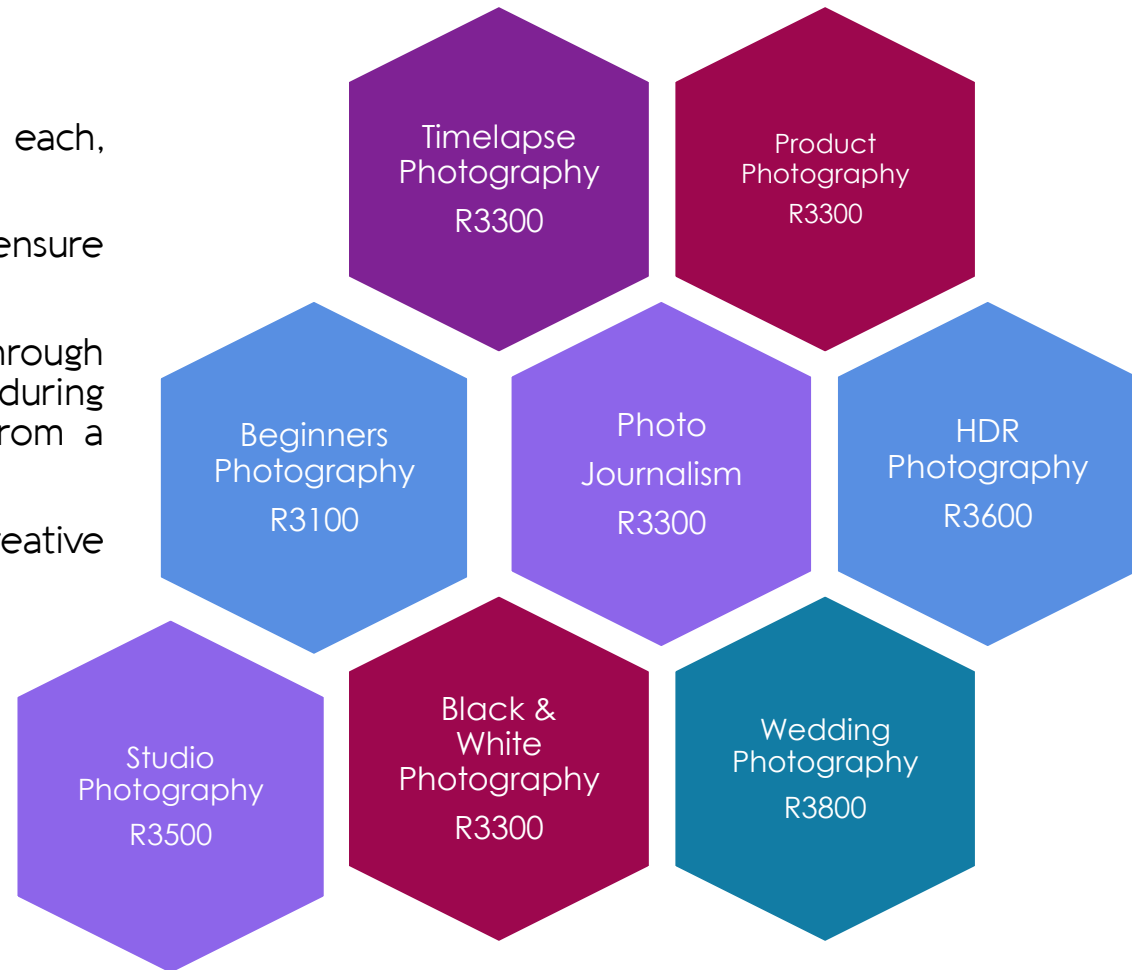 each,
ensure
hrough
during
rom a
reative
Timelapse
Photography
R3300
Product
Photography
R3300
Beginners
Photography
R3100
Photo
Journalism
R3300
HDR
Photography
R3600
Studio
Photography
R3500
Black &
White
Photography
R3300
Wedding
Photography
R3800